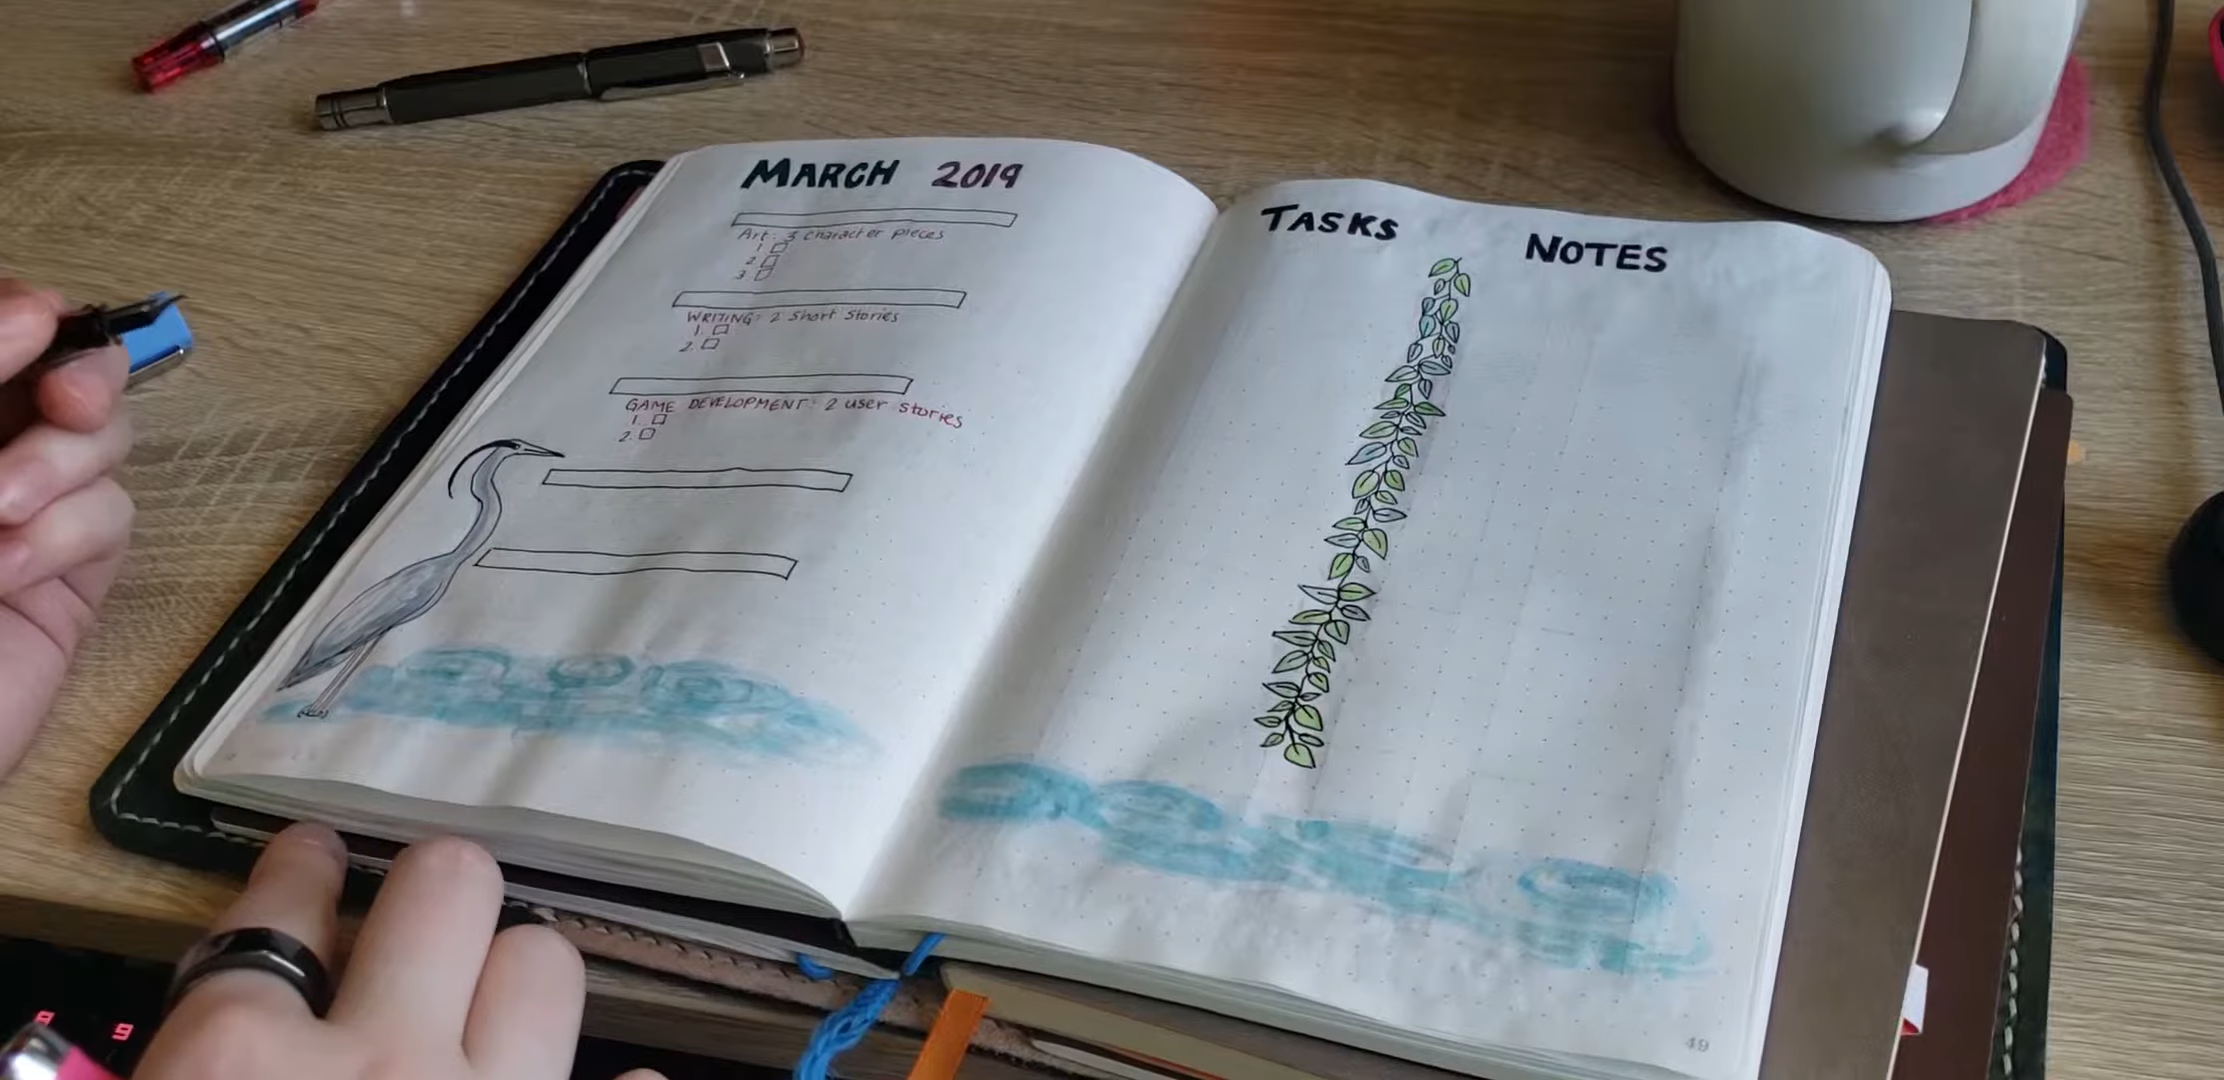 MARCH 2019
Art: 3 character pieces
1
2
3
WRITING: 2 short stories
1.
2.
GAME DEVELOPMENT: 2 user stories
1.
2.
TASKS
NOTES
49
9